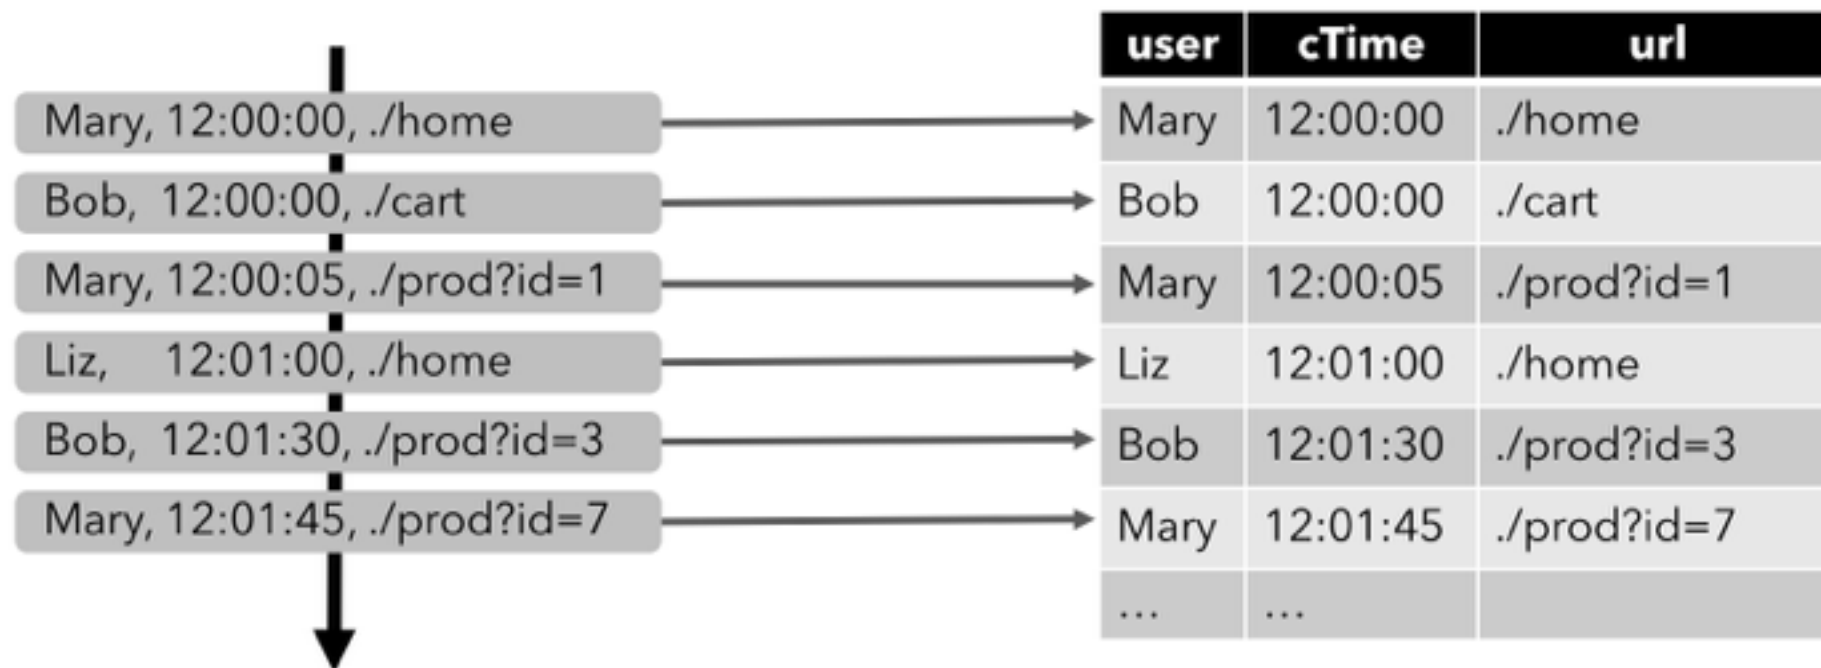 Mary, 12:00:00, ./home
Bob, 12:00:00, ./cart
Mary, 12:00:05, ./prod?id=1
Liz, 12:01:00, ./home
Bob, 12:01:30, ./prod?id=3
Mary, 12:01:45, ./prod?id=7
user cTime url
Mary 12:00:00 ./home
Bob 12:00:00 ./cart
Mary 12:00:05 ./prod?id=1
Liz 12:01:00 ./home
Bob 12:01:30 ./prod?id=3
Mary 12:01:45 ./prod?id=7
... ...